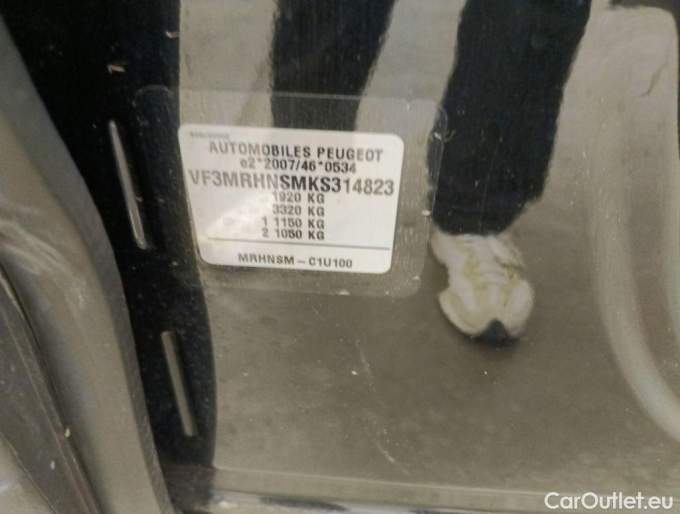 AUTOMOBILES PEUGEOT
e2*2007/46*0534
VF3MRHNSMKS314823
1920 KG
3320 KG
1 1150 KG
2 1050 KG
MRHNSM - C1U100
CarOutlet.eu